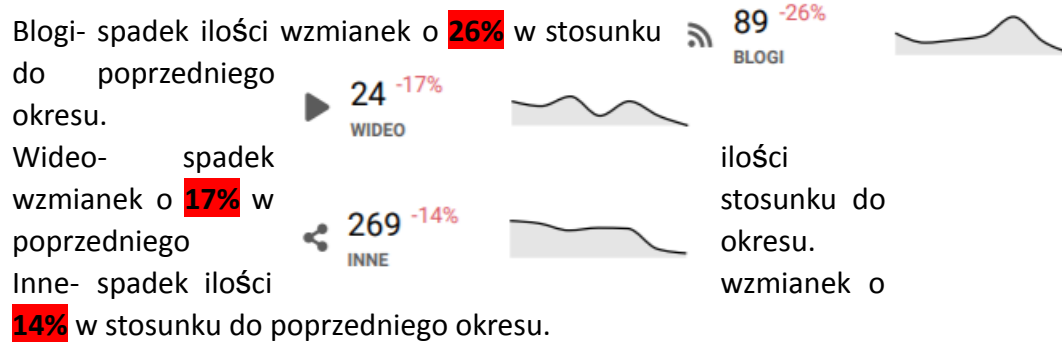 Blogi- spadek ilości wzmianek o 26% w stosunku
89 -26%
BLOGI
do poprzedniego
okresu.
24 -17%
WIDEO
Wideo- spadek ilości
wzmianek o 17% w stosunku do
poprzedniego okresu.
269 -14%
INNE
Inne- spadek ilości wzmianek o
14% w stosunku do poprzedniego okresu.